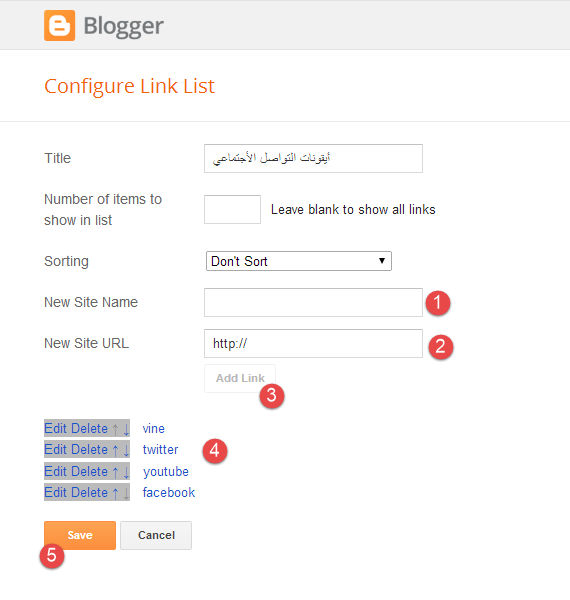 Blogger
Configure Link List
Title أيقونات التواصل الأجتماعي
Number of items to
show in list Leave blank to show all links
Sorting Don't Sort
New Site Name 1
New Site URL http:// 2
Add Link
3
Edit Delete ↑ ↓ vine
Edit Delete ↑ ↓ twitter 4
Edit Delete ↑ ↓ youtube
Edit Delete ↑ ↓ facebook
Save Cancel
5